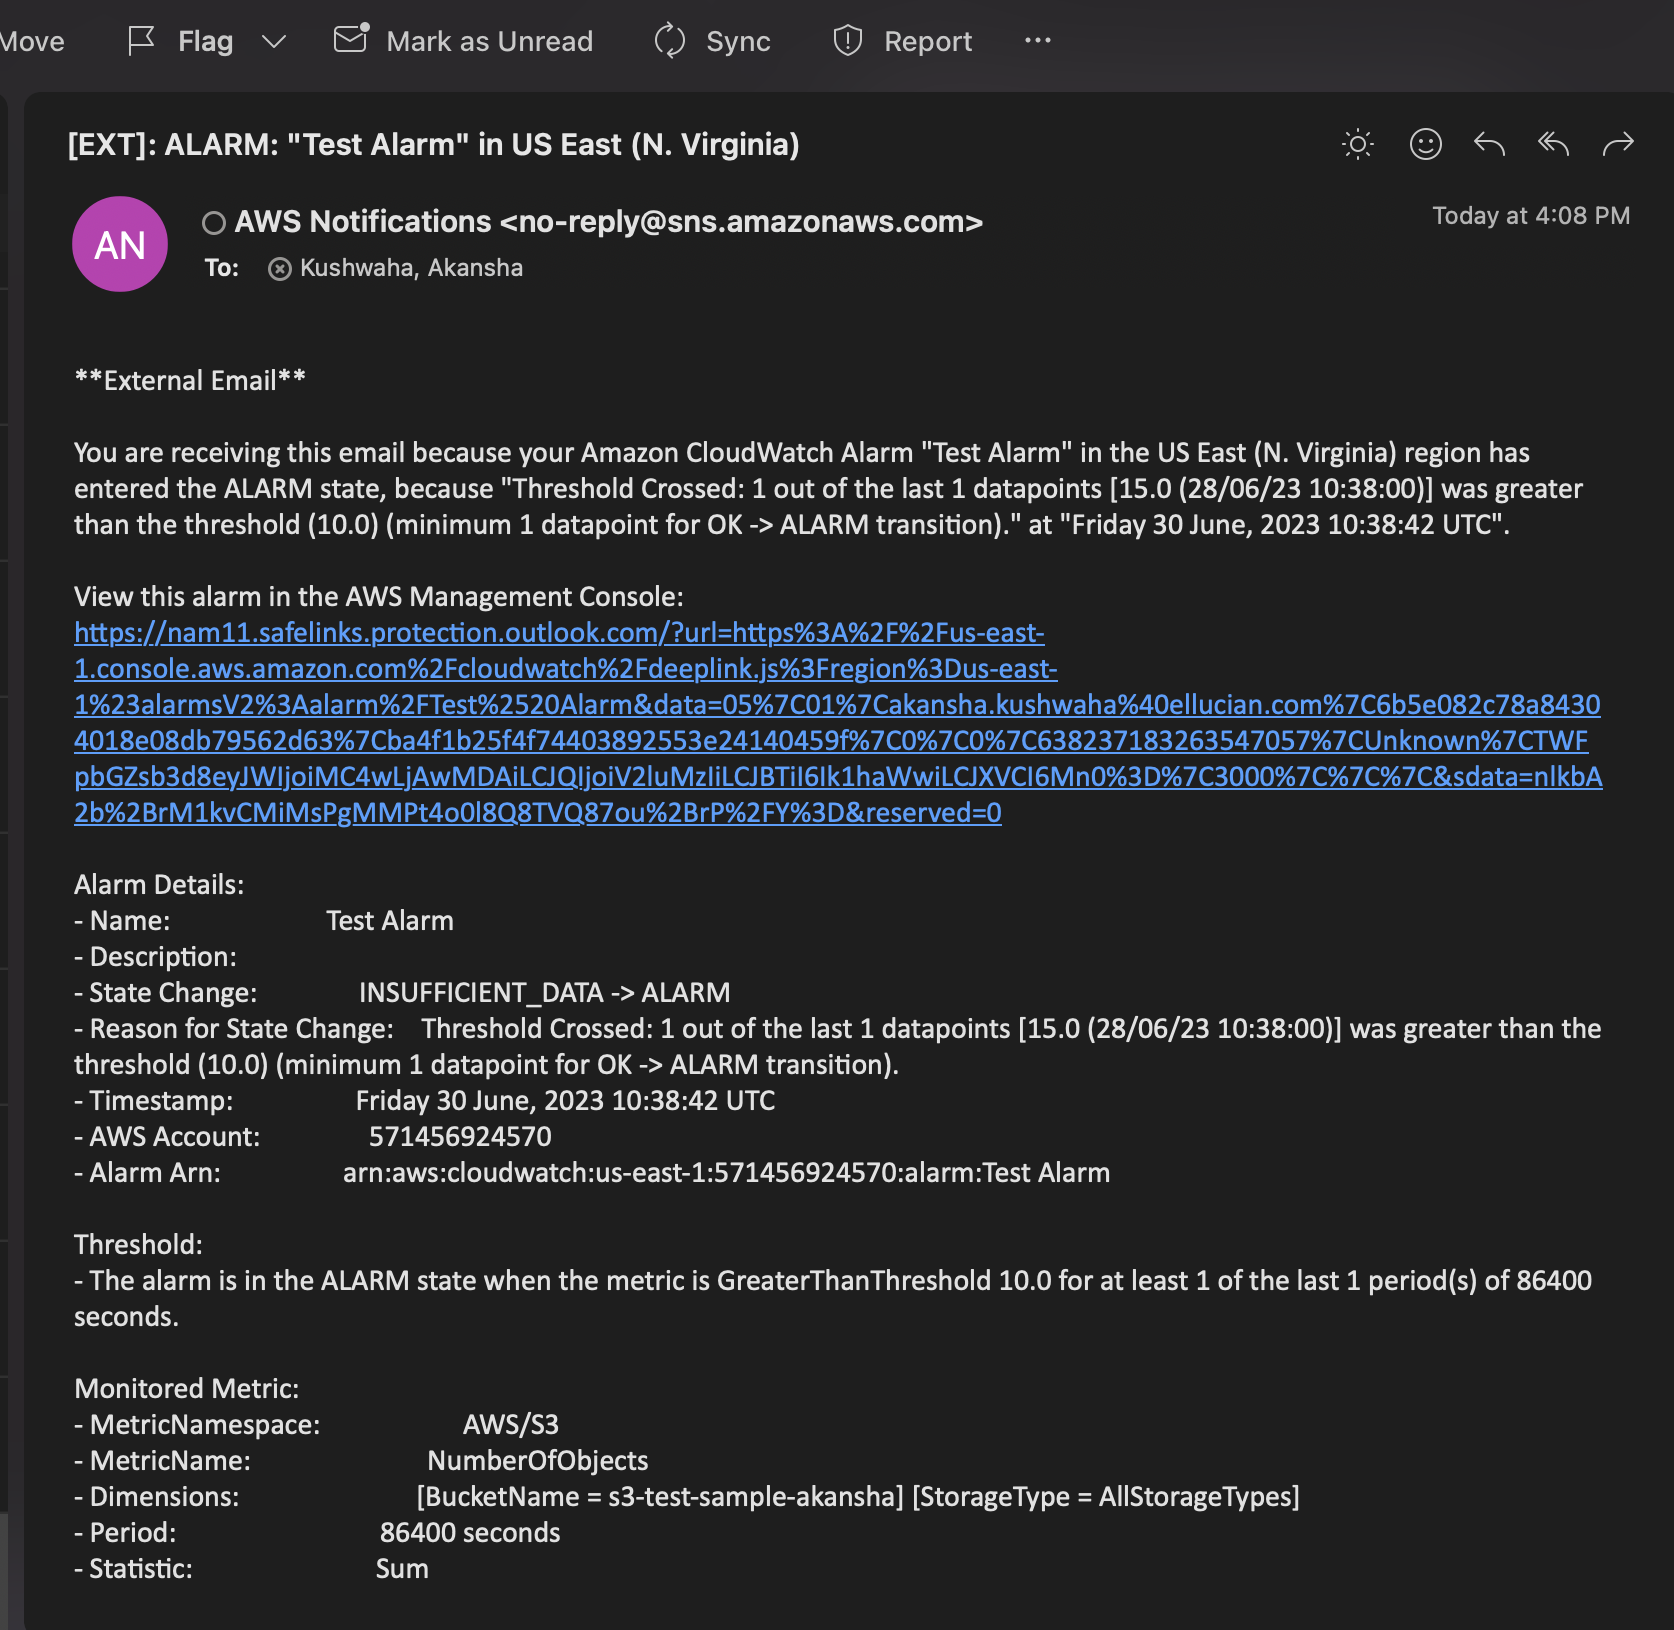 Move Flag Mark as Unread Sync Report ...
[EXT]: ALARM: "Test Alarm" in US East (N. Virginia)
AN
AWS Notifications <no-reply@sns.amazonaws.com>
Today at 4:08 PM
To: Kushwaha, Akansha
**External Email**
You are receiving this email because your Amazon CloudWatch Alarm "Test Alarm" in the US East (N. Virginia) region has
entered the ALARM state, because "Threshold Crossed: 1 out of the last 1 datapoints [15.0 (28/06/23 10:38:00)] was greater
than the threshold (10.0) (minimum 1 datapoint for OK -> ALARM transition)." at "Friday 30 June, 2023 10:38:42 UTC".
View this alarm in the AWS Management Console:
https://nam11.safelinks.protection.outlook.com/?url=https%3A%2F%2Fus-east-
1.console.aws.amazon.com%2Fcloudwatch%2Fdeeplink.js%3Fregion%3Dus-east-
1%23alarmsV2%3Aalarm%2FTest%2520Alarm&data=05%7C01%7Cakansha.kushwaha%40ellucian.com%7C6b5e082c78a8430
4018e08db79562d63%7Cba4f1b25f4f74403892553e24140459f%7C0%7C0%7C638237183263547057%7CUnknown%7CTWF
pbGZsb3d8eyJWIjoiMC4wLjAwMDAiLCJQIjoiV2luMzIiLCJBTiI6Ik1haWwiLCJXVCI6Mn0%3D%7C3000%7C%7C%7C&sdata=nlkbA
2b%2BrM1kvCMiMsPgMMPt4o0l8Q8TVQ87ou%2BrP%2FY%3D&reserved=0
Alarm Details:
- Name: Test Alarm
- Description:
- State Change: INSUFFICIENT_DATA -> ALARM
- Reason for State Change: Threshold Crossed: 1 out of the last 1 datapoints [15.0 (28/06/23 10:38:00)] was greater than the
threshold (10.0) (minimum 1 datapoint for OK -> ALARM transition).
- Timestamp: Friday 30 June, 2023 10:38:42 UTC
- AWS Account: 571456924570
- Alarm Arn: arn:aws:cloudwatch:us-east-1:571456924570:alarm:Test Alarm
Threshold:
- The alarm is in the ALARM state when the metric is GreaterThanThreshold 10.0 for at least 1 of the last 1 period(s) of 86400
seconds.
Monitored Metric:
- MetricNamespace: AWS/S3
- MetricName: NumberOfObjects
- Dimensions: [BucketName = s3-test-sample-akansha] [StorageType = AllStorageTypes]
- Period: 86400 seconds
- Statistic: Sum